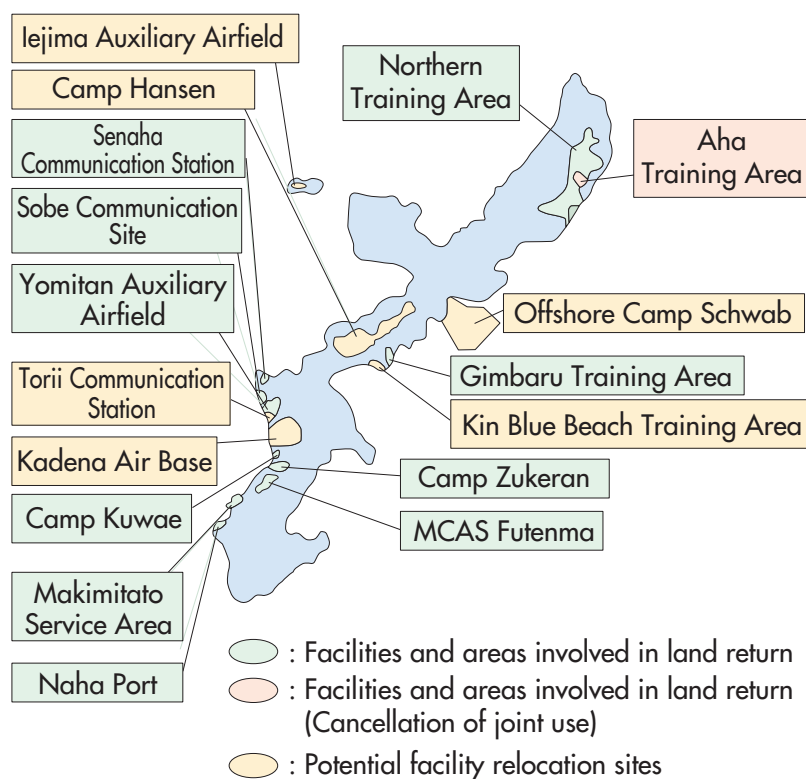 Iejima Auxiliary Airfield
Camp Hansen
Senaha
Communication Station
Sobe Communication
Site
Yomitan Auxiliary
Airfield
Torii Communication
Station
Kadena Air Base
Camp Kuwae
Makimitato
Service Area
Naha Port
Northern
Training Area
Aha
Training Area
Offshore Camp Schwab
Gimbaru Training Area
Kin Blue Beach Training Area
Camp Zukeran
MCAS Futenma
: Facilities and areas involved in land return
: Facilities and areas involved in land return
(Cancellation of joint use)
: Potential facility relocation sites